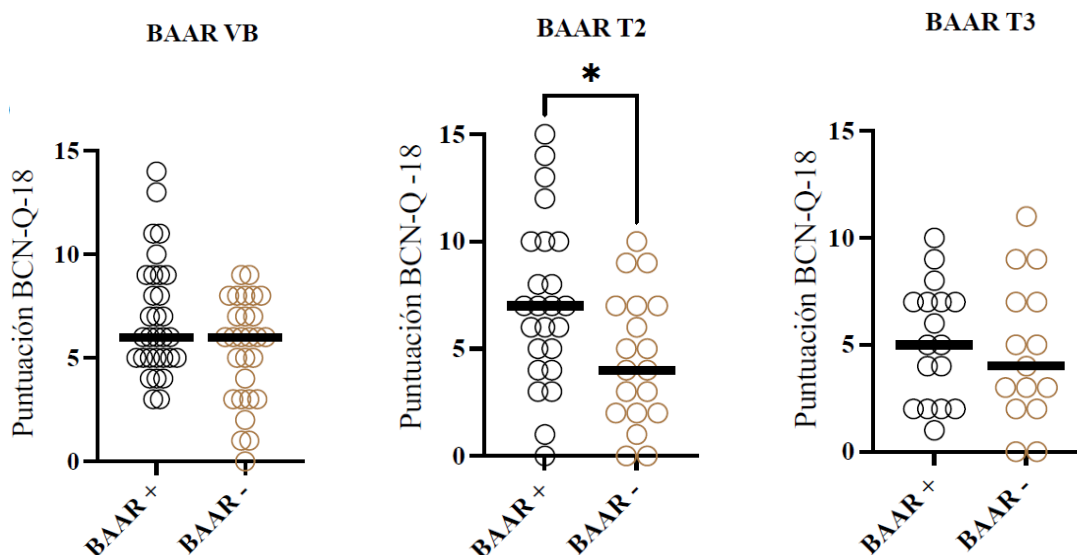 BAAR VB
Puntuación BCN-Q-18
15
10
5
0
BAAR +
BAAR -
BAAR T2
*
Puntuación BCN-Q -18
15
10
5
0
BAAR +
BAAR -
BAAR T3
Puntuación BCN-Q-18
15
10
5
0
BAAR +
BAAR -